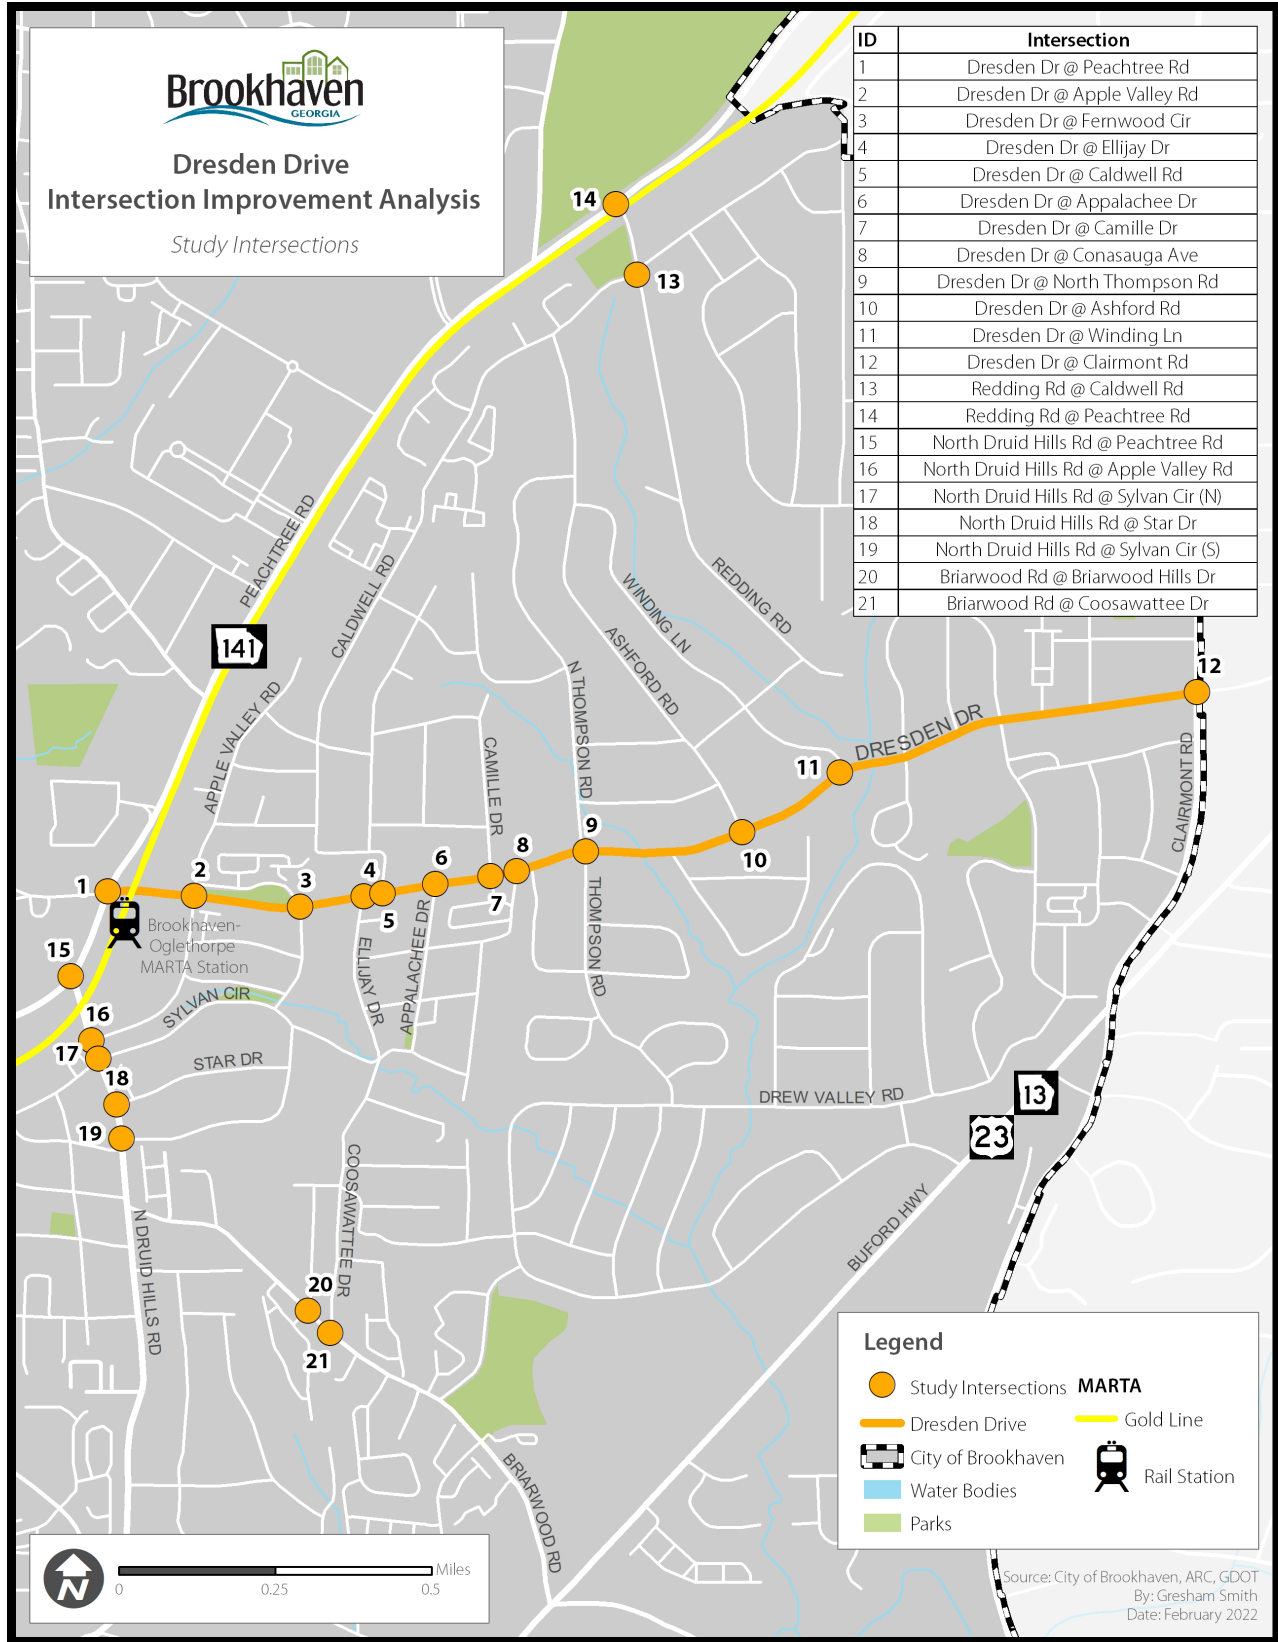 Brookhaven
GEORGIA
Dresden Drive
Intersection Improvement Analysis
Study Intersections
ID Intersection
1 Dresden Dr @ Peachtree Rd
2 Dresden Dr @ Apple Valley Rd
3 Dresden Dr @ Fernwood Cir
4 Dresden Dr @ Ellijay Dr
5 Dresden Dr @ Caldwell Rd
6 Dresden Dr @ Appalachee Dr
7 Dresden Dr @ Camille Dr
8 Dresden Dr @ Conasauga Ave
9 Dresden Dr @ North Thompson Rd
10 Dresden Dr @ Ashford Rd
11 Dresden Dr @ Winding Ln
12 Dresden Dr @ Clairmont Rd
13 Redding Rd @ Caldwell Rd
14 Redding Rd @ Peachtree Rd
15 North Druid Hills Rd @ Peachtree Rd
16 North Druid Hills Rd @ Apple Valley Rd
17 North Druid Hills Rd @ Sylvan Cir (N)
18 North Druid Hills Rd @ Star Dr
19 North Druid Hills Rd @ Sylvan Cir (S)
20 Briarwood Rd @ Briarwood Hills Dr
21 Briarwood Rd @ Coosawattee Dr
14
13
PEACHTREE RD
CALDWELL RD
WINDING LN
REDDING RD
ASHFORD RD
141
N THOMPSON RD
12
APPLE VALLEY RD
CAMILLE DR
DRESDEN DR
CLAIRMONT RD
11
9
10
8
6
7
4
5
3
2
1
Brookhaven-
Oglethorpe
MARTA Station
THOMPSON RD
ELLIJAY DR
APPALACHEE DR
15
SYLVAN CIR
16
17
STAR DR
18
19
DREW VALLEY RD
13
23
COOSAWATTEE DR
N DRUID HILLS RD
BUFORD HWY
20
21
BRIARWOOD RD
Legend
Study Intersections
Dresden Drive
City of Brookhaven
Water Bodies
Parks
MARTA
Gold Line
Rail Station
N
Miles
0 0.25 0.5
Source: City of Brookhaven, ARC, GDOT
By: Gresham Smith
Date: February 2022